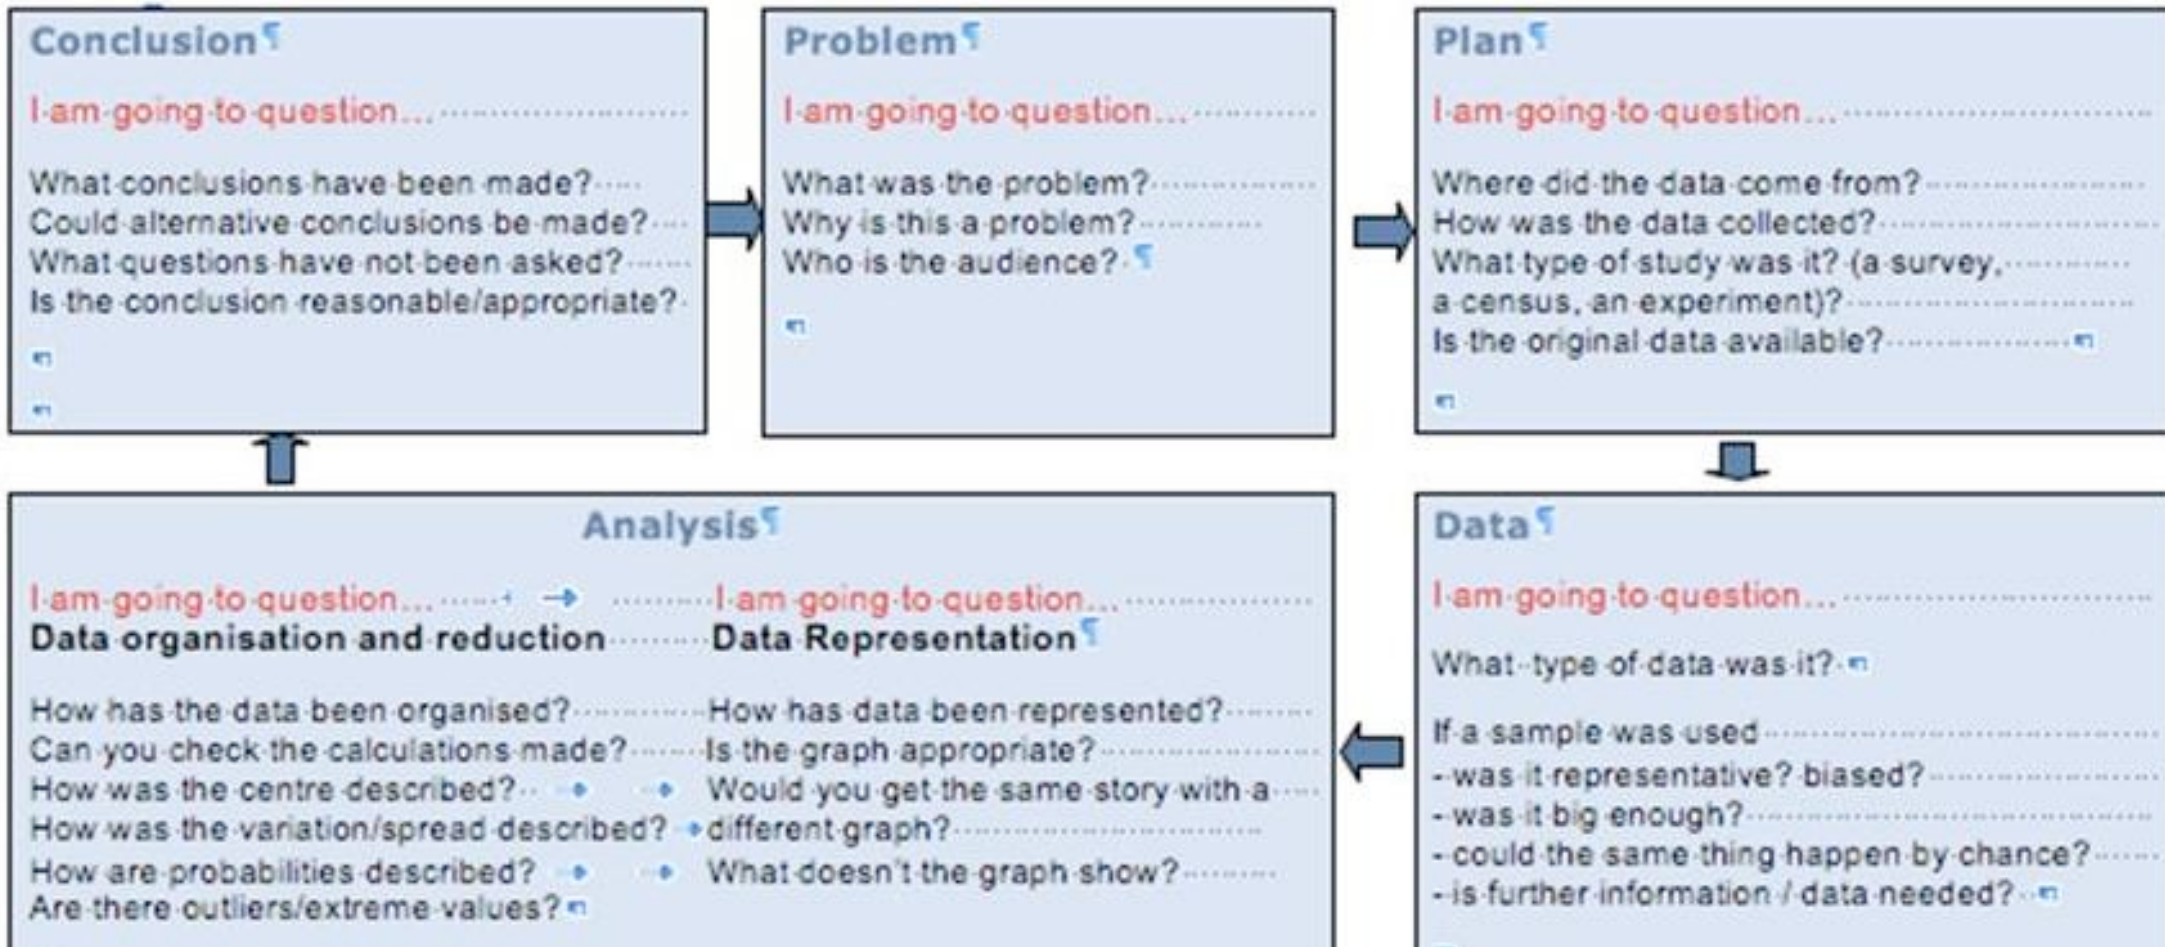 Conclusion¶
I am going to question...
What conclusions have been made?
Could alternative conclusions be made?
What questions have not been asked?
Is the conclusion reasonable/appropriate?
Problem¶
I am going to question...
What was the problem?
Why is this a problem?
Who is the audience? ¶
Plan¶
I am going to question...
Where did the data come from?
How was the data collected?
What type of study was it? (a survey,
a census, an experiment)?
Is the original data available?
Data¶
I am going to question...
What type of data was it?
If a sample was used
- was it representative? biased?
- was it big enough?
- could the same thing happen by chance?
- is further information / data needed?
Analysis¶
I am going to question...
Data organisation and reduction
How has the data been organised?
Can you check the calculations made?
How was the centre described?
How was the variation/spread described?
How are probabilities described?
Are there outliers/extreme values?
I am going to question...
Data Representation¶
How has data been represented?
Is the graph appropriate?
Would you get the same story with a
different graph?
What doesn't the graph show?